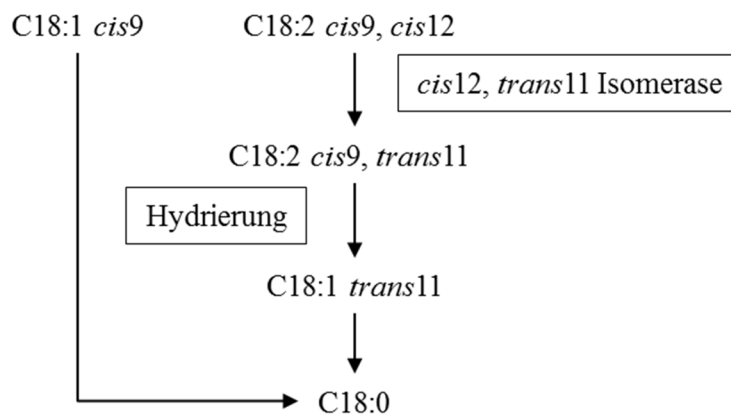 C18:1 cis9
C18:2 cis9, cis12
cis12, trans11 Isomerase
C18:2 cis9, trans11
Hydrierung
C18:1 trans11
C18:0